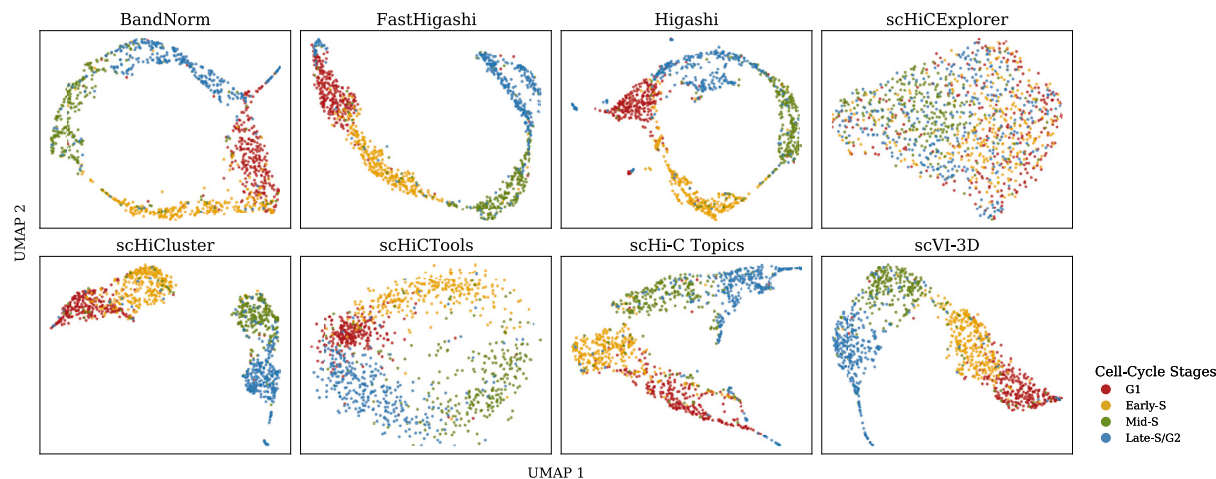 BandNorm
FastHigashi
Higashi
scHiCExplorer
UMAP 2
scHiCluster
scHiCTools
scHi-C Topics
scVI-3D
Cell-Cycle Stages
G1
Early-S
Mid-S
Late-S/G2
UMAP 1